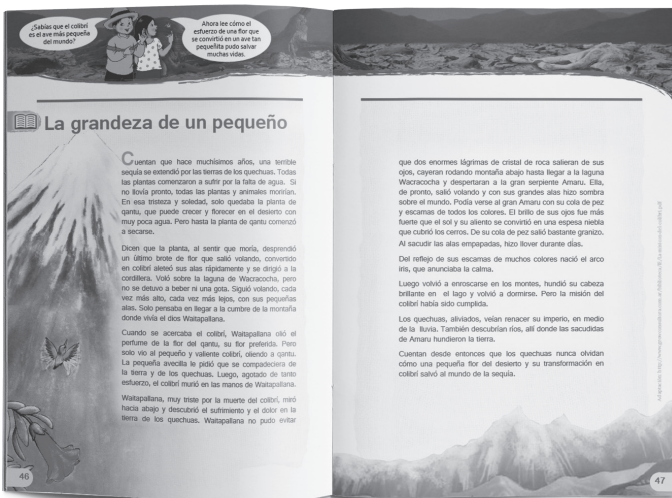 ¿Sabías que el colibrí
es el ave más pequeña
del mundo?
Ahora lee cómo el
esfuerzo de una flor que
se convirtió en un ave tan
pequeñita pudo salvar
muchas vidas.
La grandeza de un pequeño
Cuentan que hace muchísimos años, una terrible
sequía se extendió por las tierras de los quechuas. Todas
las plantas comenzaron a sufrir por la falta de agua. Si
no llovía pronto, todas las plantas y animales morirían.
En esa tristeza y soledad, solo quedaba la planta de
qantu, que puede crecer y florecer en el desierto con
muy poca agua. Pero hasta la planta de qantu comenzó
a secarse.
Dicen que la planta, al sentir que moría, desprendió
un último brote de flor que salió volando, convertido
en colibrí aleteó sus alas rápidamente y se dirigió a la
cordillera. Voló sobre la laguna de Wacracocho, pero
no se detuvo a beber ni una gota. Siguió volando, cada
vez más alto, cada vez más lejos, con sus pequeñas
alas. Solo pensaba en llegar a la cumbre de la montaña
donde vivía el dios Waitapallana.
Cuando se acercaba el colibrí, Waitapallana olió el
perfume de la flor del qantu, su flor preferida. Pero
solo vio al pequeño y valiente colibrí, oliendo a qantu.
La pequeña avecilla le pidió que se compadeciera de
la tierra y de los quechuas. Luego, agotado de tanto
esfuerzo, el colibrí murió en las manos de Waitapallana.
Waitapallana, muy triste por la muerte del colibrí, miró
hacia abajo y descubrió el sufrimiento y el dolor en la
tierra de los quechuas. Waitapallana no pudo evitar
46
que dos enormes lágrimas de cristal de roca salieran de sus
ojos, cayeran rodando montaña abajo hasta llegar a la laguna
Wacracocha y despertaran a la gran serpiente Amaru. Ella,
de pronto, salió volando y con sus grandes alas hizo sombra
sobre el mundo. Podía verse al gran Amaru con su cola de pez
y escamas de todos los colores. El brillo de sus ojos fue más
fuerte que el sol y su aliento se convirtió en una espesa niebla
que cubrió los cerros. De su cola de pez salió bastante granizo.
Al sacudir las alas empapadas, hizo llover durante días.
Del reflejo de sus escamas de muchos colores nació el arco
iris, que anunciaba la calma.
Luego volvió a enroscarse en los montes, hundió su cabeza
brillante en el lago y volvió a dormirse. Pero la misión del
colibrí había sido cumplida.
Los quechuas, aliviados, veían renacer su imperio, en medio
de la lluvia. También descubrían ríos, allí donde las sacudidas
de Amaru hundieron la tierra.
Cuentan desde entonces que los quechuas nunca olvidan
cómo una pequeña flor del desierto y su transformación en
colibrí salvó al mundo de la sequía.
47